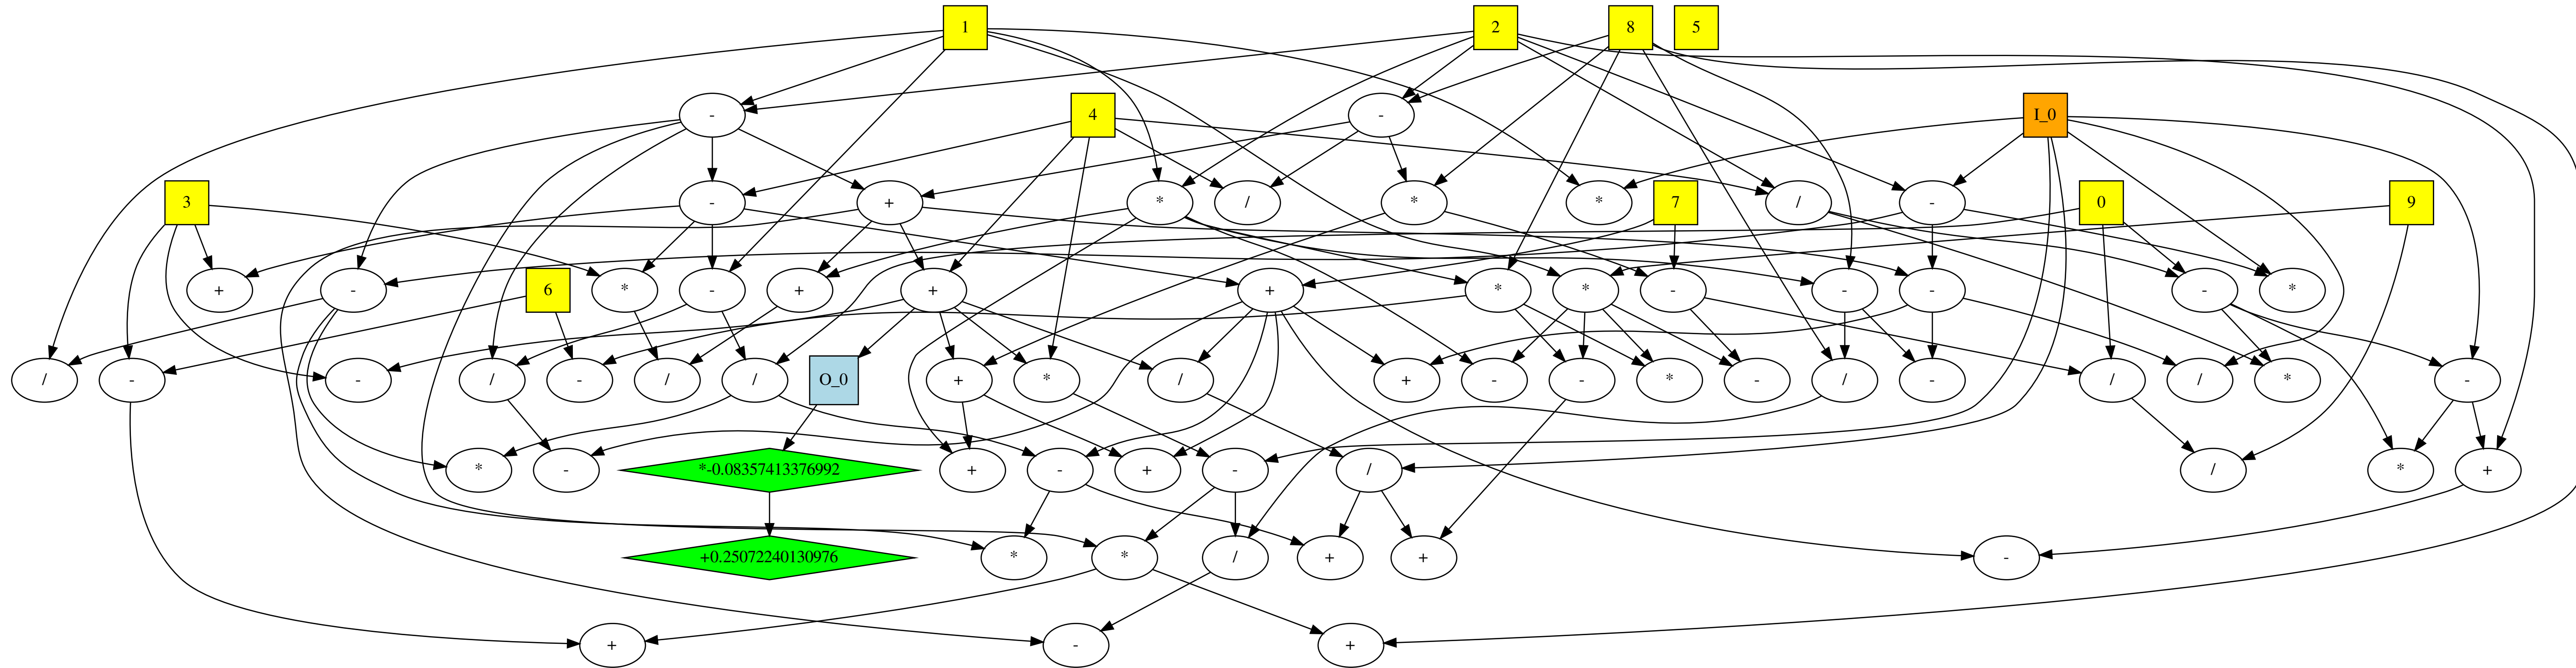 1 2 8 5
- 4 - I_0
3 - + * / * * 7 / - 0 9
+ - 6 * - + + + * * - - - - *
/ - - / - / / O_0 + * / + - - * - / - / / * -
* - *-0.08357413376992 + - + - / / * +
+0.25072240130976 * * / + + -
+ - +